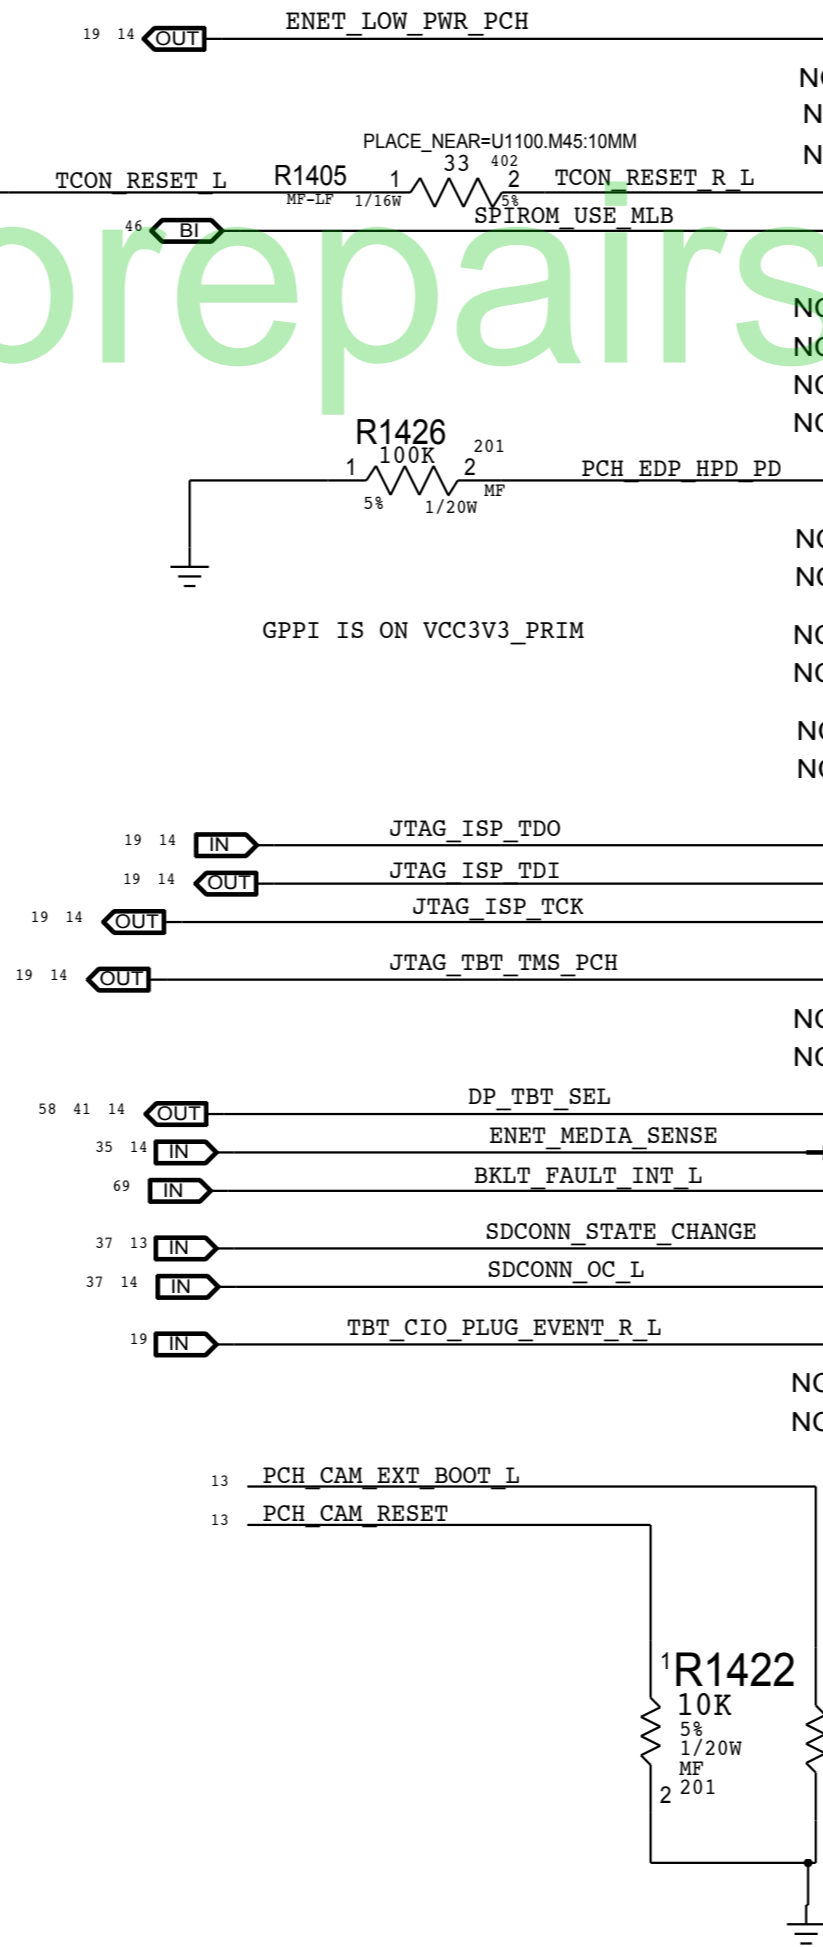 ENET_LOW_PWR_PCH
19 14 OUT
PLACE_NEAR=U1100.M45:10MM
TCON_RESET_L R1405 1 33 402 2 TCON_RESET_R_L
MF-LF 1/16W 5%
SPIROM_USE_MLB
46 BI
repairs
R1426
1 100K 2 201 PCH_EDP_HPD_PD
5% 1/20W MF
GPPI IS ON VCC3V3_PRIM
19 14 IN JTAG_ISP_TDO
19 14 OUT JTAG_ISP_TDI
19 14 OUT JTAG_ISP_TCK
19 14 OUT JTAG_TBT_TMS_PCH
58 41 14 OUT DP_TBT_SEL
35 14 IN ENET_MEDIA_SENSE
69 IN BKLT_FAULT_INT_L
37 13 IN SDCONN_STATE_CHANGE
37 14 IN SDCONN_OC_L
19 IN TBT_CIO_PLUG_EVENT_R_L
13 PCH_CAM_EXT_BOOT_L
13 PCH_CAM_RESET
1 R1422
10K
5%
1/20W
MF
2 201